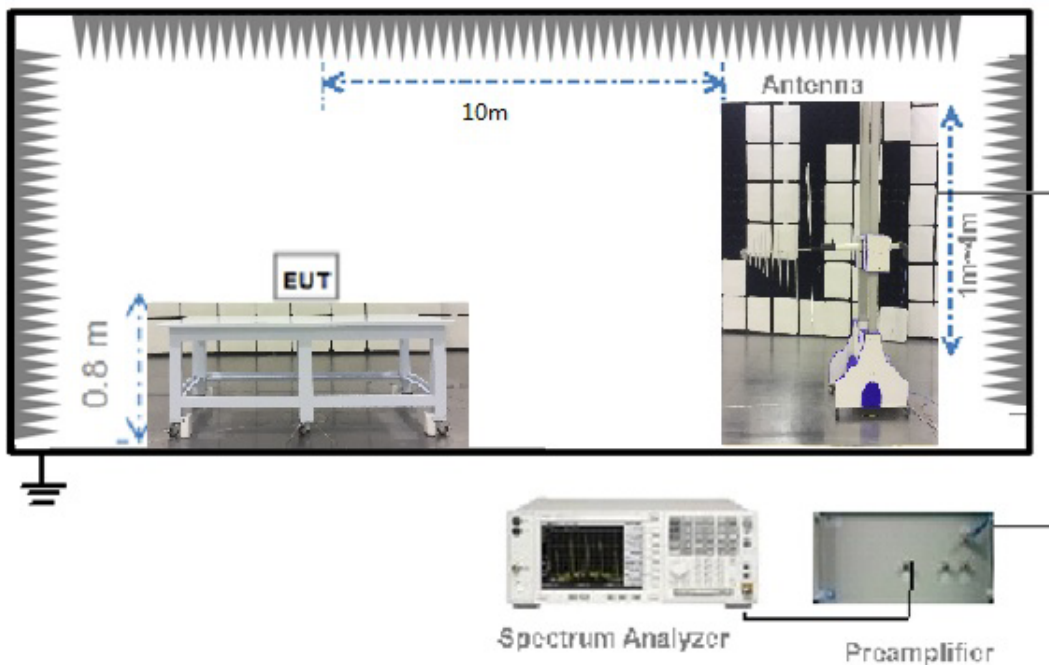 Antenna
10m
1m~4m
EUT
0.8 m
Spectrum Analyzer
Preamplifier